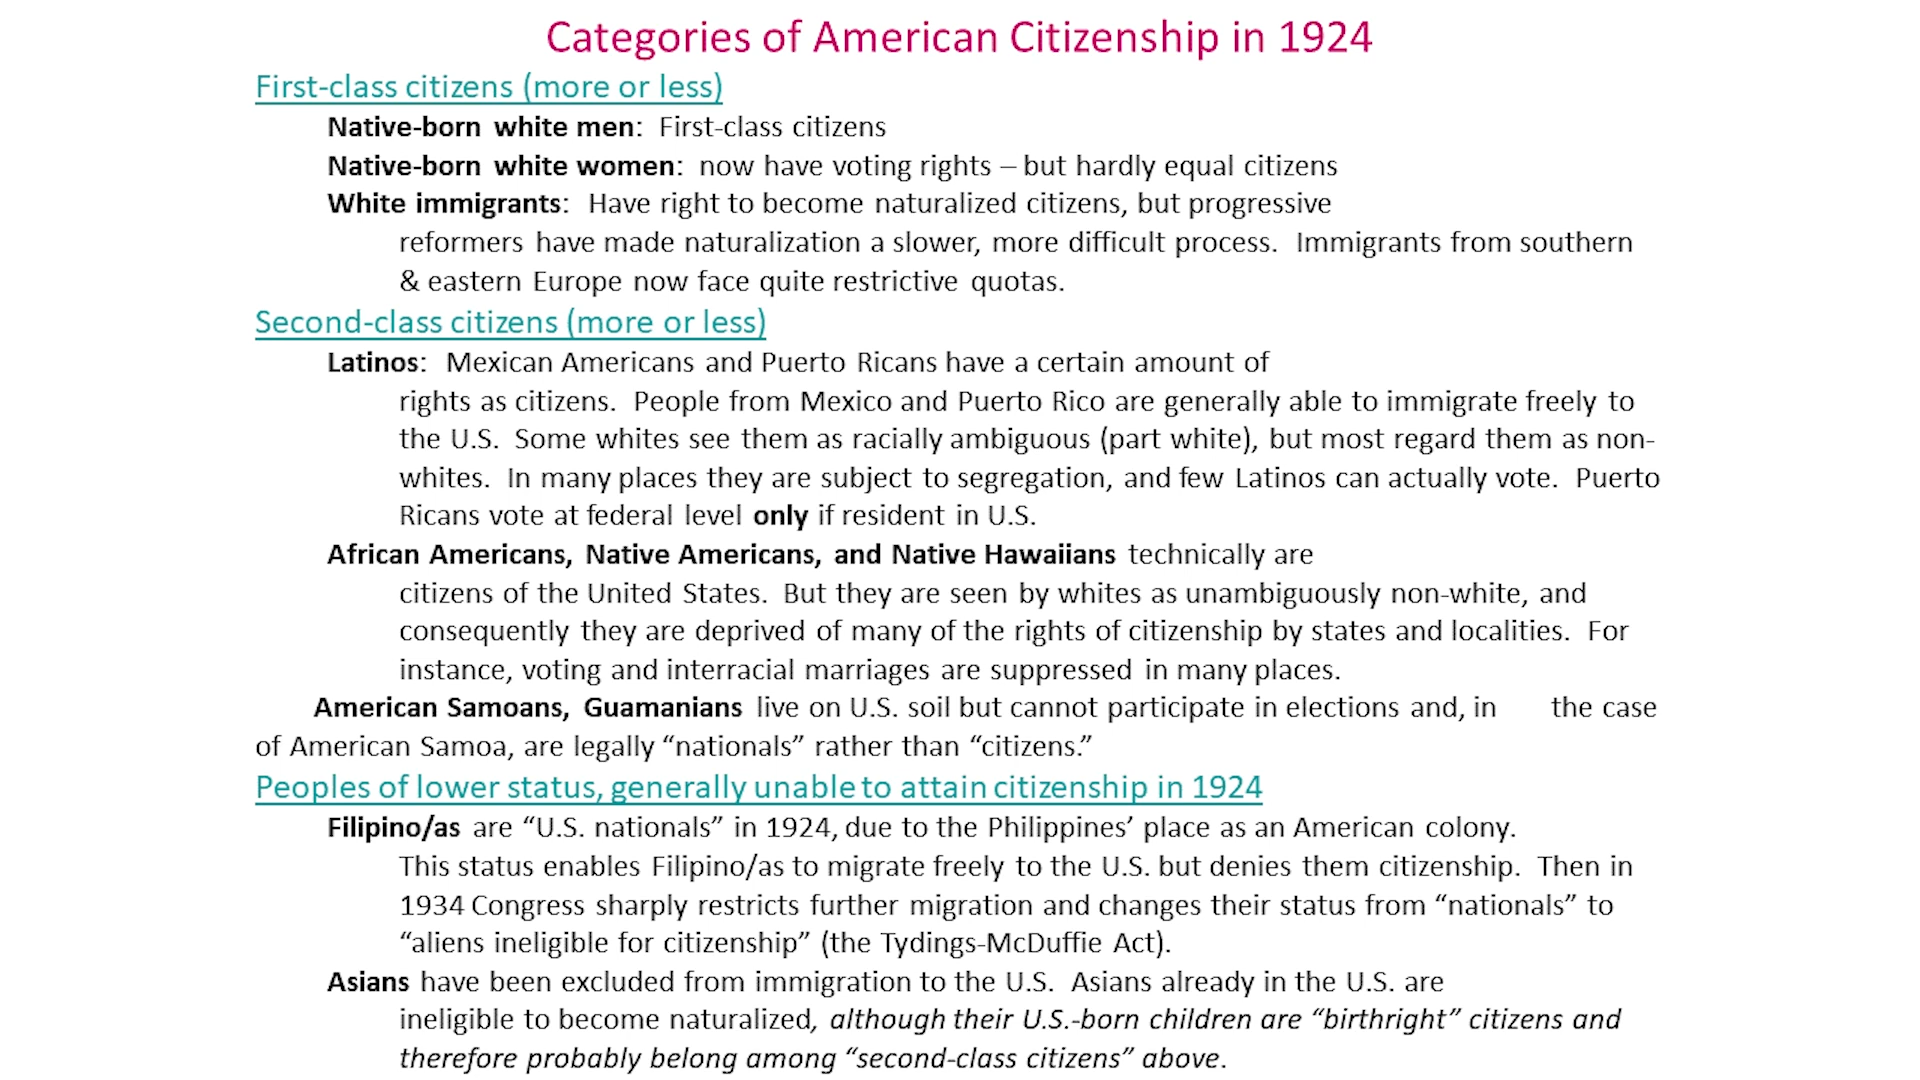 Categories of American Citizenship in 1924
First-class citizens (more or less)
Native-born white men:  First-class citizens
Native-born white women:  now have voting rights – but hardly equal citizens
White immigrants:  Have right to become naturalized citizens, but progressive
reformers have made naturalization a slower, more difficult process.  Immigrants from southern
& eastern Europe now face quite restrictive quotas.
Second-class citizens (more or less)
Latinos:  Mexican Americans and Puerto Ricans have a certain amount of
rights as citizens.  People from Mexico and Puerto Rico are generally able to immigrate freely to
the U.S.  Some whites see them as racially ambiguous (part white), but most regard them as non-
whites.  In many places they are subject to segregation, and few Latinos can actually vote.  Puerto
Ricans vote at federal level only if resident in U.S.
African Americans, Native Americans, and Native Hawaiians technically are
citizens of the United States.  But they are seen by whites as unambiguously non-white, and
consequently they are deprived of many of the rights of citizenship by states and localities.  For
instance, voting and interracial marriages are suppressed in many places.
American Samoans, Guamanians live on U.S. soil but cannot participate in elections and, in the case
of American Samoa, are legally “nationals” rather than “citizens.”
Peoples of lower status, generally unable to attain citizenship in 1924
Filipino/as are “U.S. nationals” in 1924, due to the Philippines’ place as an American colony.
This status enables Filipino/as to migrate freely to the U.S. but denies them citizenship.  Then in
1934 Congress sharply restricts further migration and changes their status from “nationals” to
“aliens ineligible for citizenship” (the Tydings-McDuffie Act).
Asians have been excluded from immigration to the U.S.  Asians already in the U.S. are
ineligible to become naturalized, although their U.S.-born children are “birthright” citizens and
therefore probably belong among “second-class citizens” above.